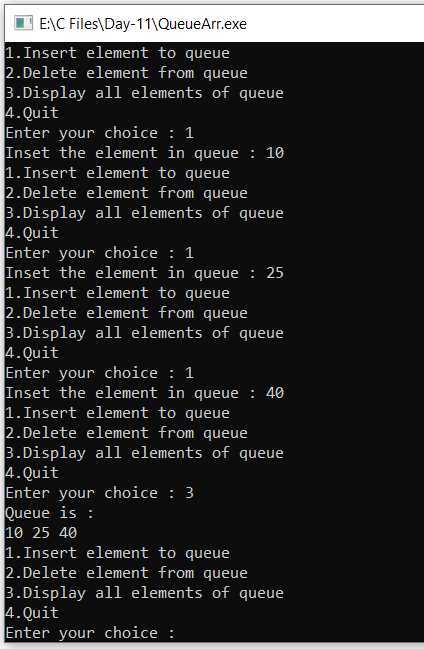 E:\C Files\Day-11\QueueArr.exe
1.Insert element to queue
2.Delete element from queue
3.Display all elements of queue
4.Quit
Enter your choice : 1
Inset the element in queue : 10
1.Insert element to queue
2.Delete element from queue
3.Display all elements of queue
4.Quit
Enter your choice : 1
Inset the element in queue : 25
1.Insert element to queue
2.Delete element from queue
3.Display all elements of queue
4.Quit
Enter your choice : 1
Inset the element in queue : 40
1.Insert element to queue
2.Delete element from queue
3.Display all elements of queue
4.Quit
Enter your choice : 3
Queue is :
10 25 40
1.Insert element to queue
2.Delete element from queue
3.Display all elements of queue
4.Quit
Enter your choice :